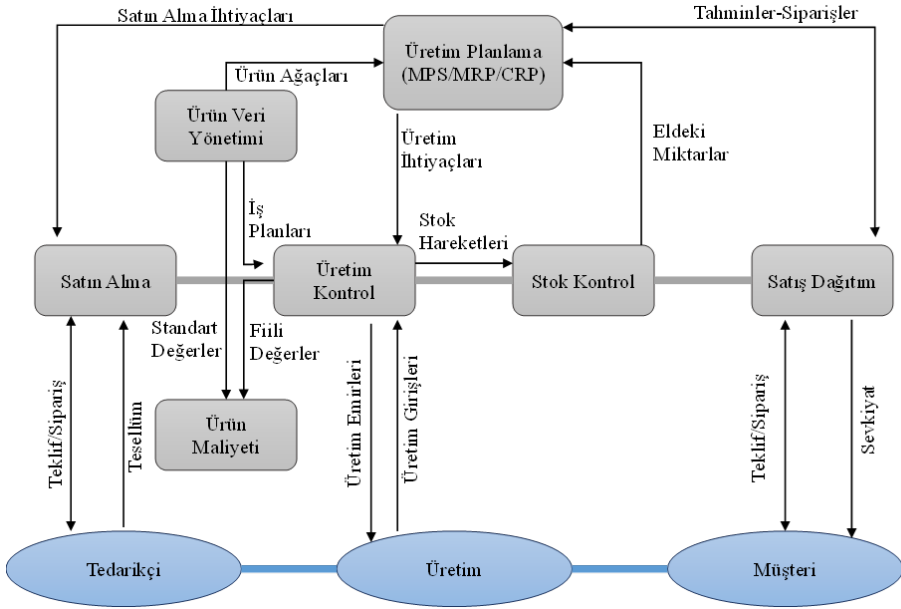 Satın Alma İhtiyaçları
Tahminler-Siparişler
Üretim Planlama
(MPS/MRP/CRP)
Ürün Ağaçları
Ürün Veri
Yönetimi
Üretim
İhtiyaçları
Eldeki
Miktarlar
İş
Planları
Stok
Hareketleri
Satın Alma
Üretim
Kontrol
Stok Kontrol
Satış Dağıtım
Standart
Değerler
Fiili
Değerler
Ürün
Maliyeti
Teklif/Sipariş
Tesellüm
Üretim Emirleri
Üretim Girişleri
Teklif/Sipariş
Sevkiyat
Tedarikçi
Üretim
Müşteri